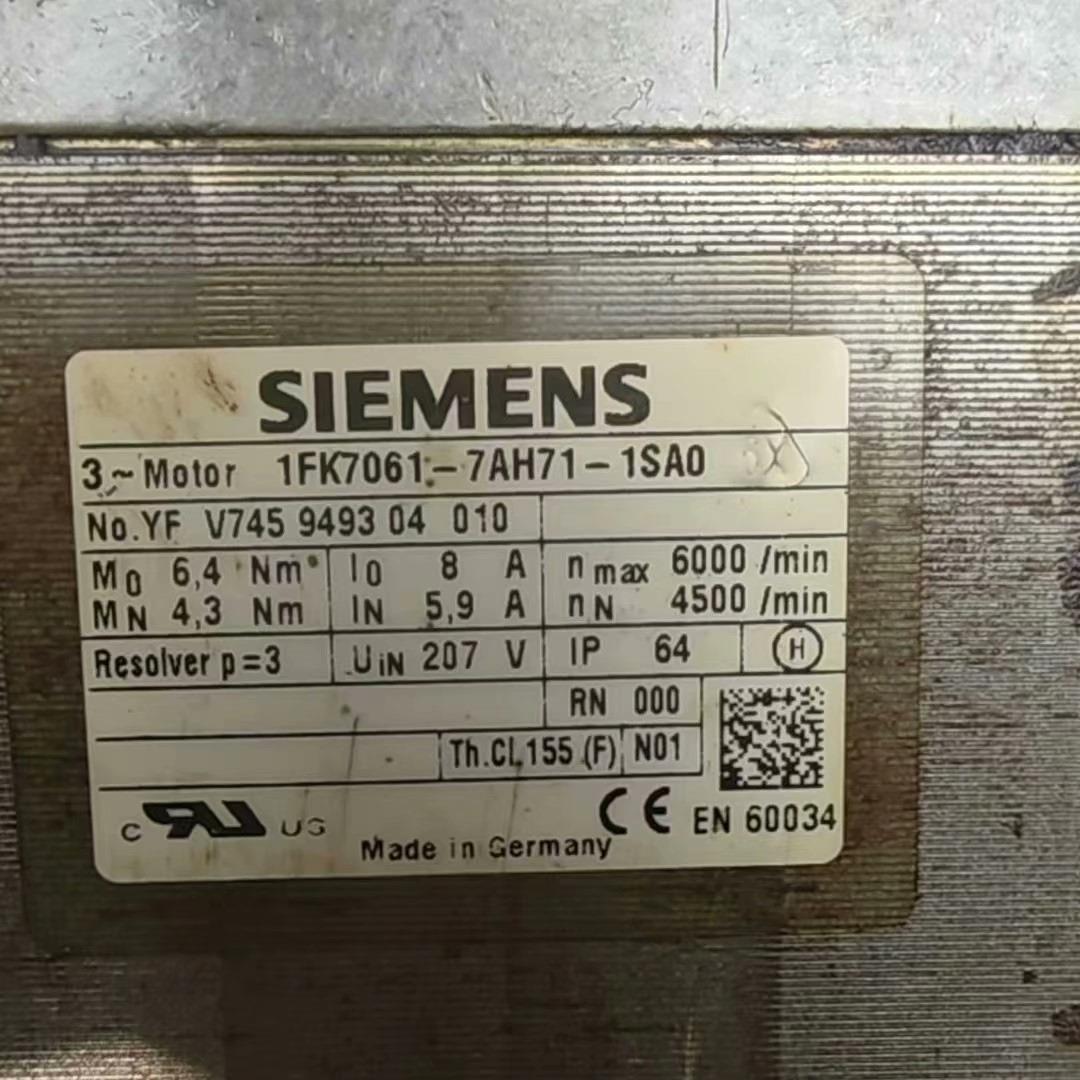 SIEMENS
3~Motor 1FK7061-7AH71-1SA0
No.YF V745 9493 04 010
M0 6,4 Nm I0 8 A n max 6000 /min
MN 4,3 Nm IN 5,9 A nN 4500 /min
Resolver p=3 UiN 207 V IP 64 H
RN 000
Th.Cl.155 (F) N01
C RU US CE EN 60034
Made in Germany